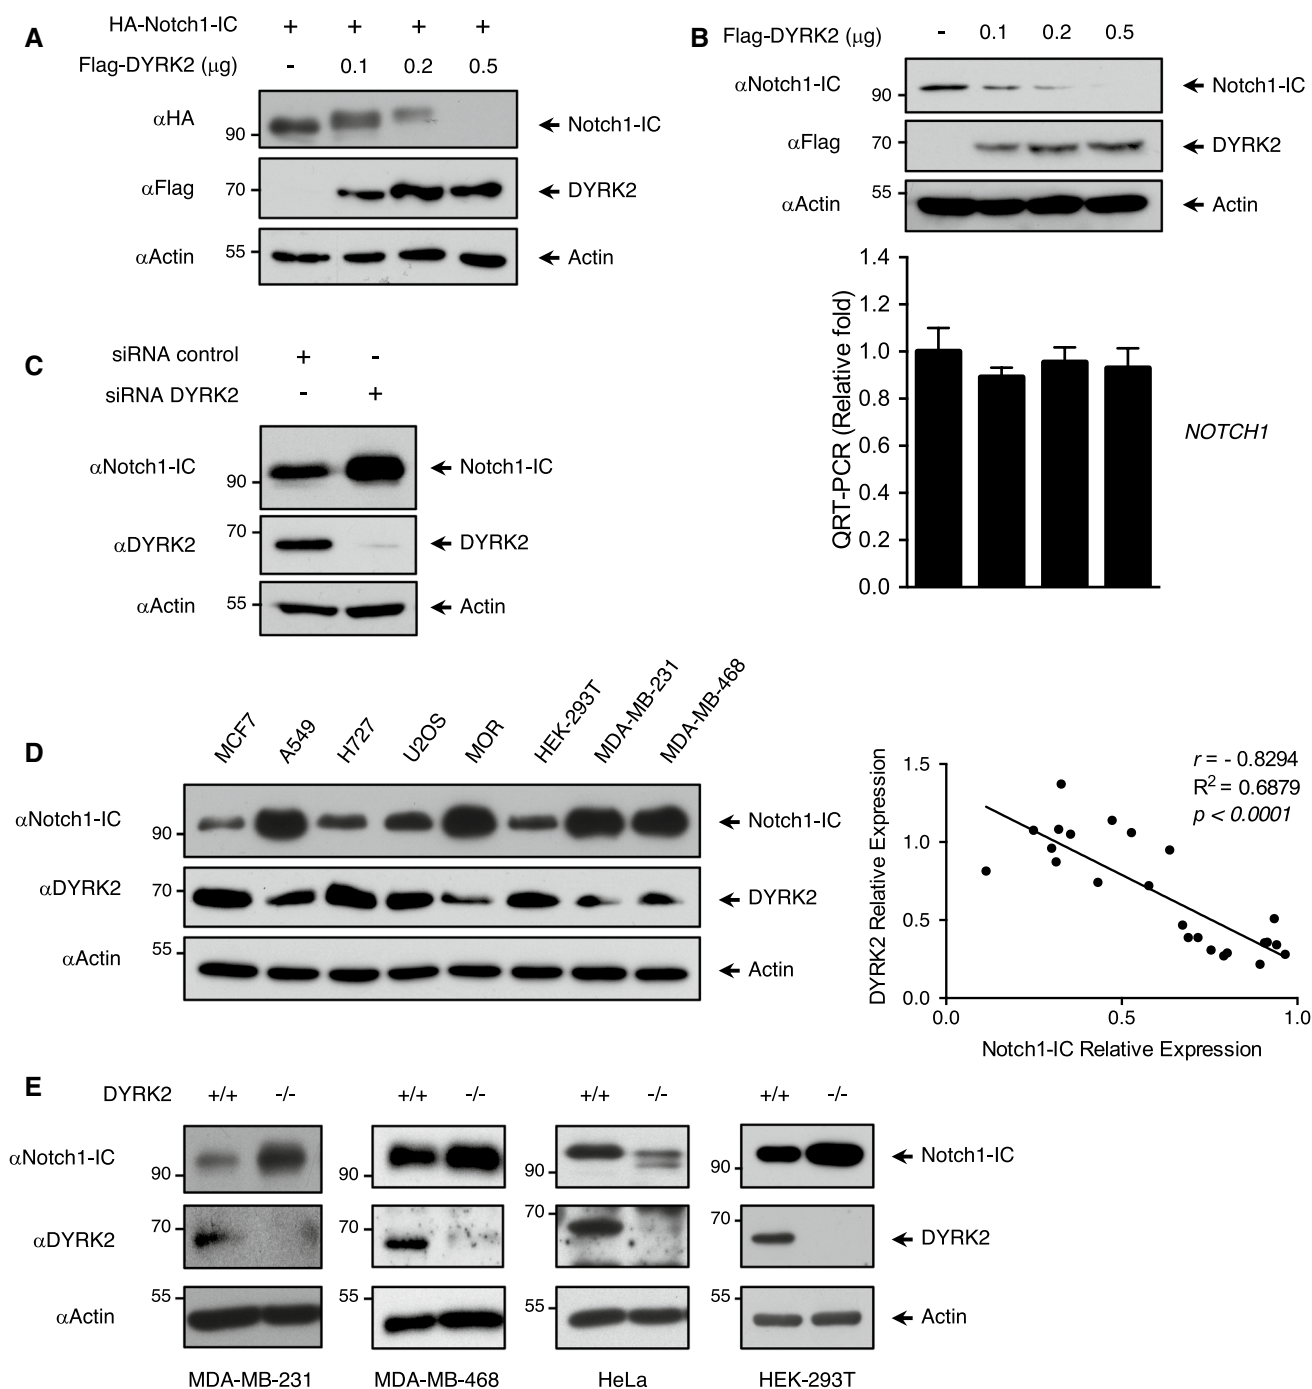 A
HA-Notch1-IC + + + +
Flag-DYRK2 (μg) - 0.1 0.2 0.5
αHA 90 Notch1-IC
αFlag 70 DYRK2
αActin 55 Actin
B
Flag-DYRK2 (μg) - 0.1 0.2 0.5
αNotch1-IC 90 Notch1-IC
αFlag 70 DYRK2
αActin 55 Actin
QRT-PCR (Relative fold)
1.4
1.2
1.0
0.8
0.6
0.4
0.2
0.0
NOTCH1
C
siRNA control + -
siRNA DYRK2 - +
αNotch1-IC 90 Notch1-IC
αDYRK2 70 DYRK2
αActin 55 Actin
D
MCF7 A549 H727 U2OS MOR HEK-293T MDA-MB-231 MDA-MB-468
αNotch1-IC 90 Notch1-IC
αDYRK2 70 DYRK2
αActin 55 Actin
DYRK2 Relative Expression
1.5
1.0
0.5
0.0
0.0 0.5 1.0
Notch1-IC Relative Expression
r = - 0.8294
R² = 0.6879
p < 0.0001
E
DYRK2 +/+ -/- +/+ -/- +/+ -/- +/+ -/-
αNotch1-IC 90 90 90 90 Notch1-IC
αDYRK2 70 70 70 70 DYRK2
αActin 55 55 55 55 Actin
MDA-MB-231 MDA-MB-468 HeLa HEK-293T